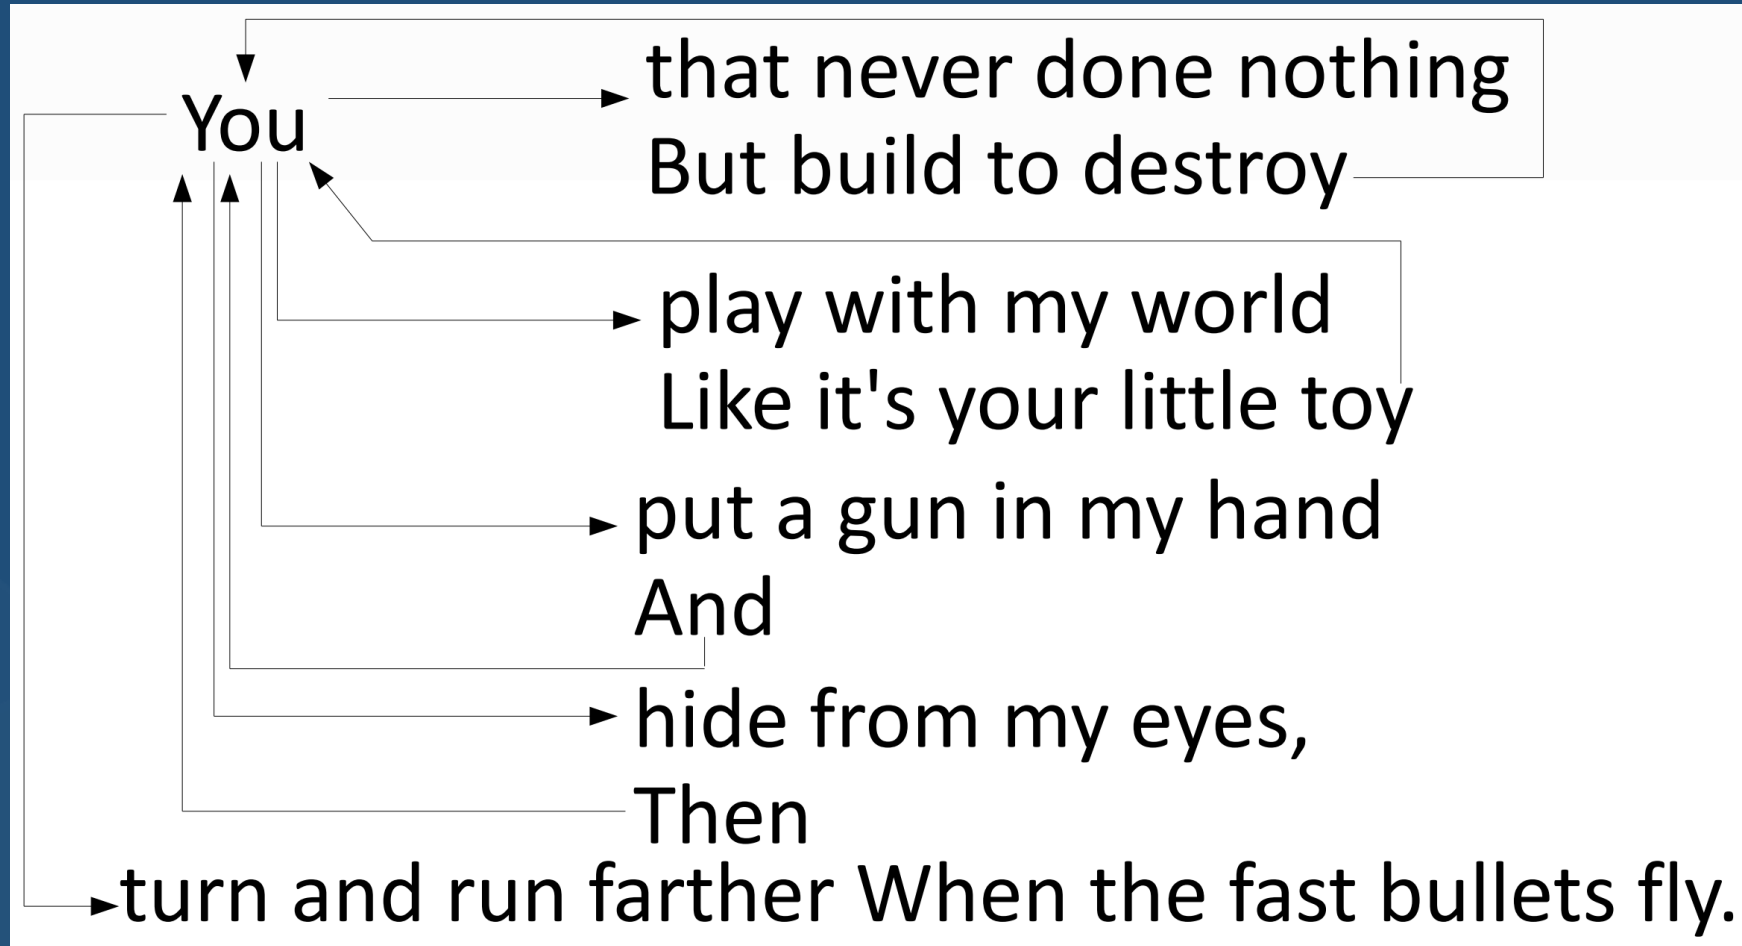 You
that never done nothing
But build to destroy
play with my world
Like it's your little toy
put a gun in my hand
And
hide from my eyes,
Then
turn and run farther When the fast bullets fly.